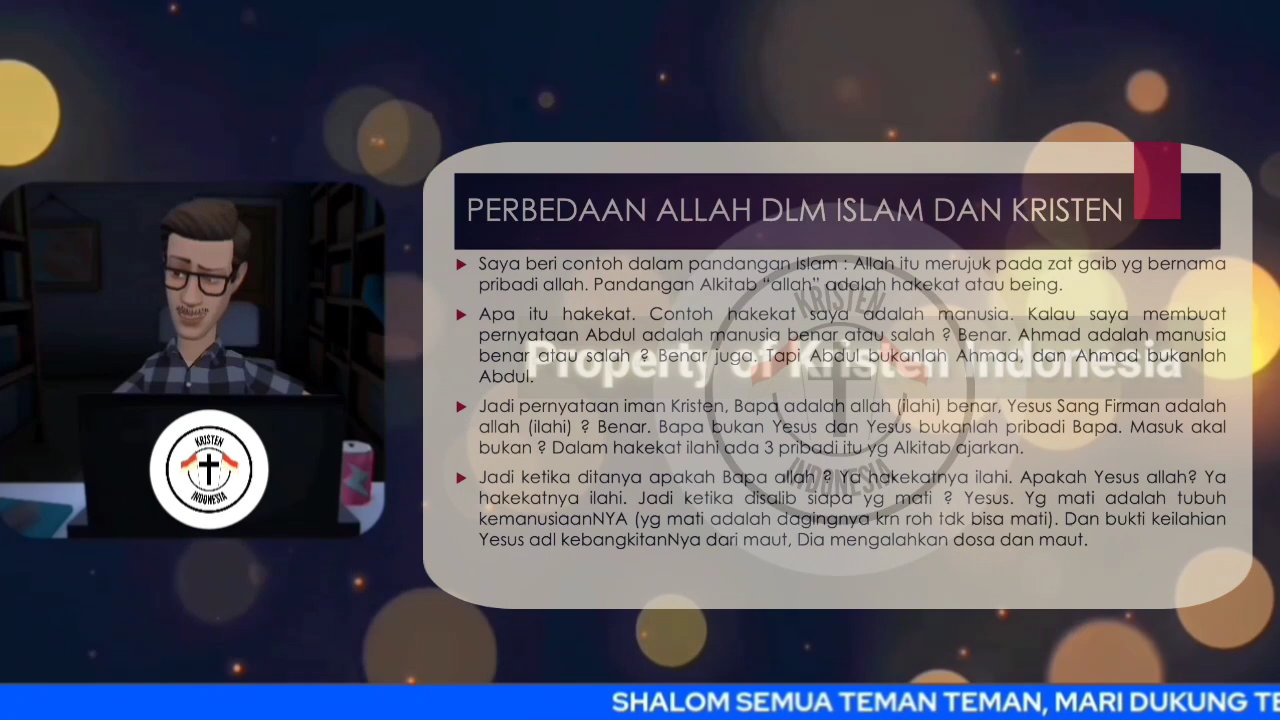 PERBEDAAN ALLAH DLM ISLAM DAN KRISTEN
Saya beri contoh dalam pandangan Islam : Allah itu merujuk pada zat gaib yg bernama
pribadi allah. Pandangan Alkitab “allah” adalah hakekat atau being.
Apa itu hakekat. Contoh hakekat saya adalah manusia. Kalau saya membuat
pernyataan Abdul adalah manusia benar atau salah ? Benar. Ahmad adalah manusia
benar atau salah ? Benar juga. Tapi Abdul bukanlah Ahmad, dan Ahmad bukanlah
Abdul.
Property of Kristen Indonesia
Jadi pernyataan iman Kristen, Bapa adalah allah (ilahi) benar, Yesus Sang Firman adalah
allah (ilahi) ? Benar. Bapa bukan Yesus dan Yesus bukanlah pribadi Bapa. Masuk akal
bukan ? Dalam hakekat ilahi ada 3 pribadi itu yg Alkitab ajarkan.
Jadi ketika ditanya apakah Bapa allah ? Ya hakekatnya ilahi. Apakah Yesus allah? Ya
hakekatnya ilahi. Jadi ketika disalib siapa yg mati ? Yesus. Yg mati adalah tubuh
kemanusiaanNYA (yg mati adalah dagingnya krn roh tdk bisa mati). Dan bukti keilahian
Yesus adl kebangkitanNya dari maut, Dia mengalahkan dosa dan maut.
KRISTEN
INDONESIA
KRISTEN
INDONESIA
SHALOM SEMUA TEMAN TEMAN, MARI DUKUNG TE